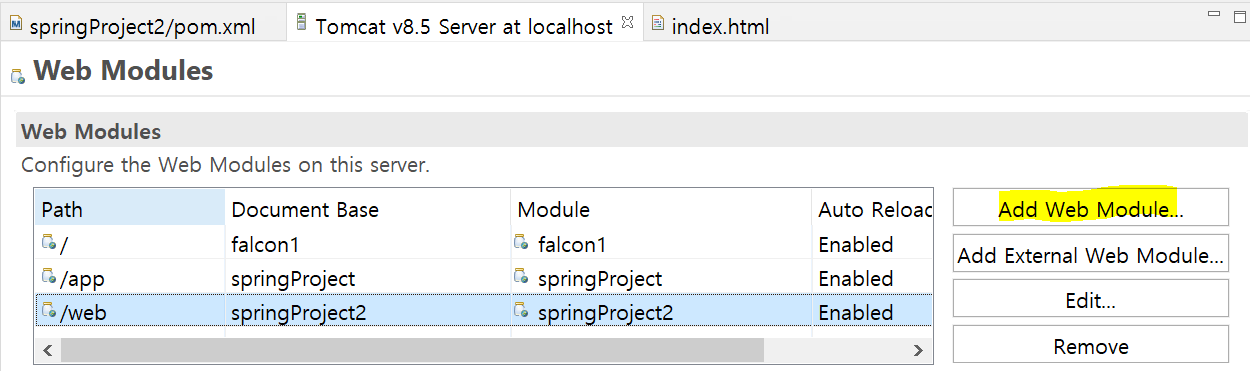 springProject2/pom.xml Tomcat v8.5 Server at localhost index.html
Web Modules
Web Modules
Configure the Web Modules on this server.
Path Document Base Module Auto Reloac
/ falcon1 falcon1 Enabled
/app springProject springProject Enabled
/web springProject2 springProject2 Enabled
Add Web Module...
Add External Web Module...
Edit...
Remove